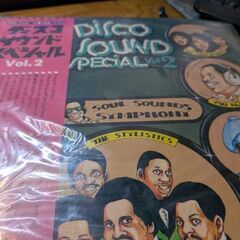 ディスコ
サウンド
スペシャル
Vol.2
DISCO
SOUND
SPECIAL Vol.2
SOUL SOUNDS
SYMPHONY
THE STYLISTICS